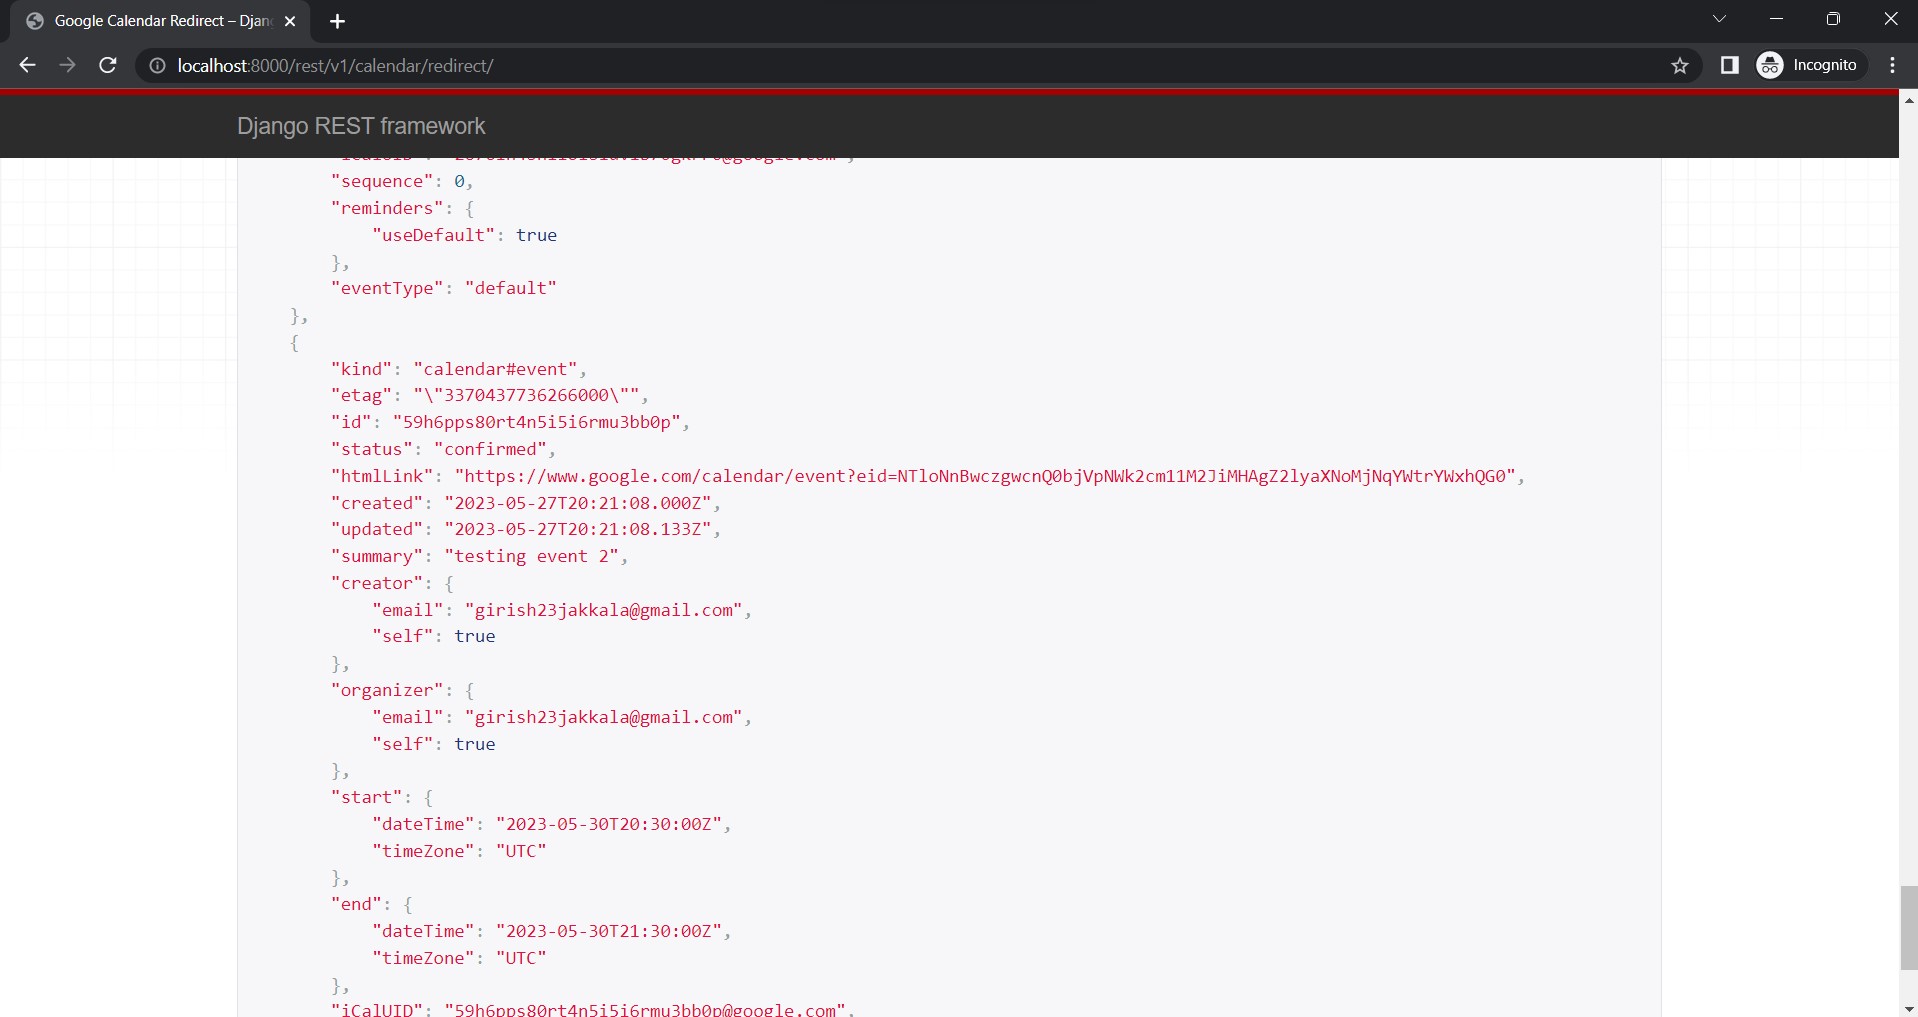 Google Calendar Redirect – Djan
localhost:8000/rest/v1/calendar/redirect/
Incognito
Django REST framework
"sequence": 0,
"reminders": {
"useDefault": true
},
"eventType": "default"
},
{
"kind": "calendar#event",
"etag": "\"3370437736266000\"",
"id": "59h6pps80rt4n5i5i6rmu3bb0p",
"status": "confirmed",
"htmlLink": "https://www.google.com/calendar/event?eid=NTloNnBwczgwcnQ0bjVpNWk2cm11M2JiMHAgZ2lyaXNoMjNqYWtrYWxhQG0",
"created": "2023-05-27T20:21:08.000Z",
"updated": "2023-05-27T20:21:08.133Z",
"summary": "testing event 2",
"creator": {
"email": "girish23jakkala@gmail.com",
"self": true
},
"organizer": {
"email": "girish23jakkala@gmail.com",
"self": true
},
"start": {
"dateTime": "2023-05-30T20:30:00Z",
"timeZone": "UTC"
},
"end": {
"dateTime": "2023-05-30T21:30:00Z",
"timeZone": "UTC"
},
"iCalUID": "59h6pps80rt4n5i5i6rmu3bb0p@google.com",